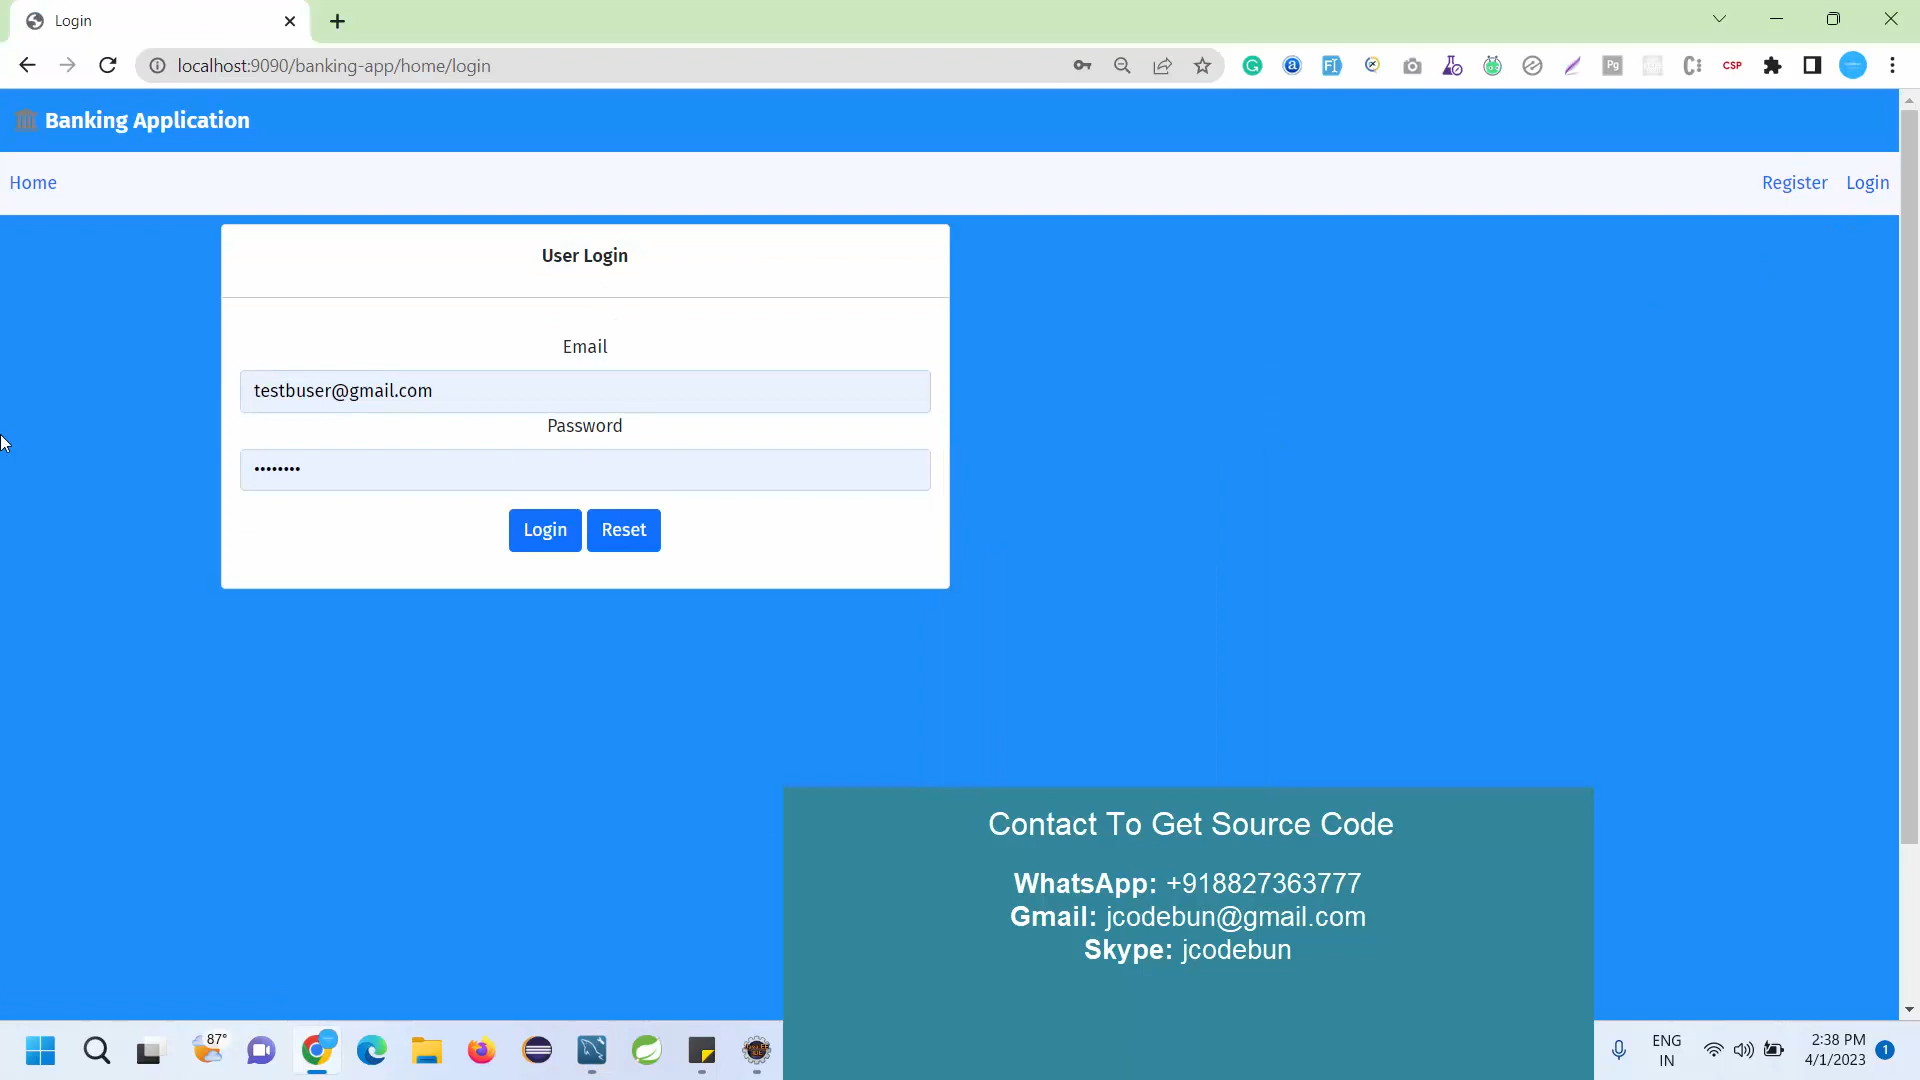 Login
localhost:9090/banking-app/home/login
CSP
Banking Application
Home
Register Login
User Login
Email
testbuser@gmail.com
Password
••••••••
Login Reset
Contact To Get Source Code
WhatsApp: +918827363777
Gmail: jcodebun@gmail.com
Skype: jcodebun
87°
ENG
IN
2:38 PM
4/1/2023
1